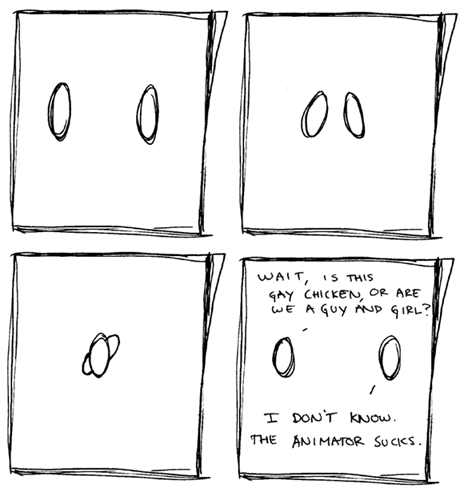 WAIT, IS THIS
GAY CHICKEN, OR ARE
WE A GUY AND GIRL?
I DON'T KNOW.
THE ANIMATOR SUCKS.